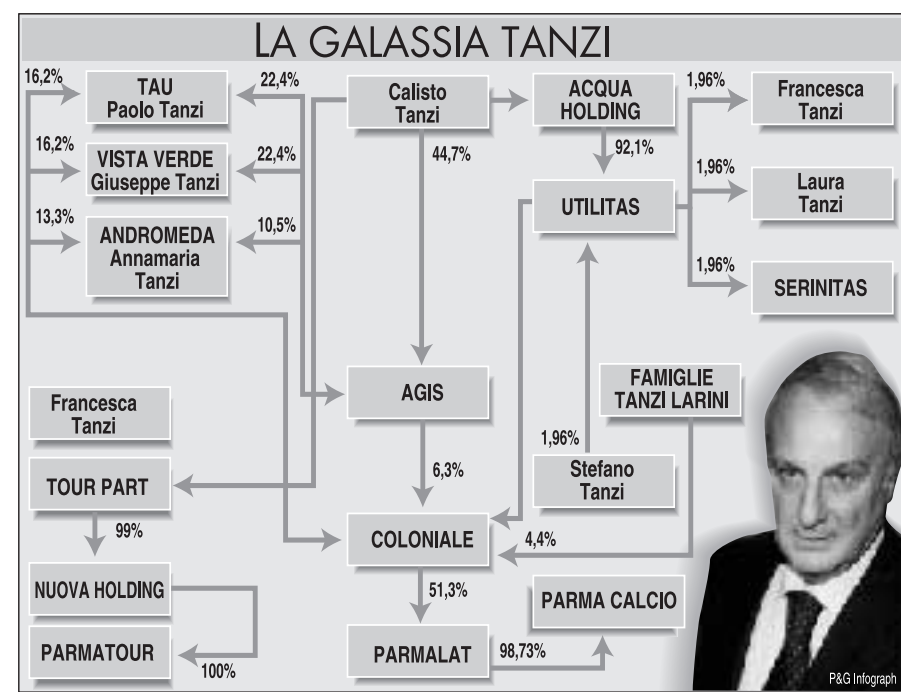 LA GALASSIA TANZI
16,2%
TAU
Paolo Tanzi
22,4%
Calisto
Tanzi
ACQUA
HOLDING
1,96%
Francesca
Tanzi
16,2%
VISTA VERDE
Giuseppe Tanzi
22,4%
44,7%
92,1%
1,96%
Laura
Tanzi
13,3%
ANDROMEDA
Annamaria
Tanzi
10,5%
UTILITAS
1,96%
SERINITAS
AGIS
FAMIGLIE
TANZI LARINI
Francesca
Tanzi
1,96%
6,3%
Stefano
Tanzi
TOUR PART
99%
COLONIALE
4,4%
NUOVA HOLDING
51,3%
PARMA CALCIO
PARMATOUR
100%
PARMALAT
98,73%
P&G Infograph